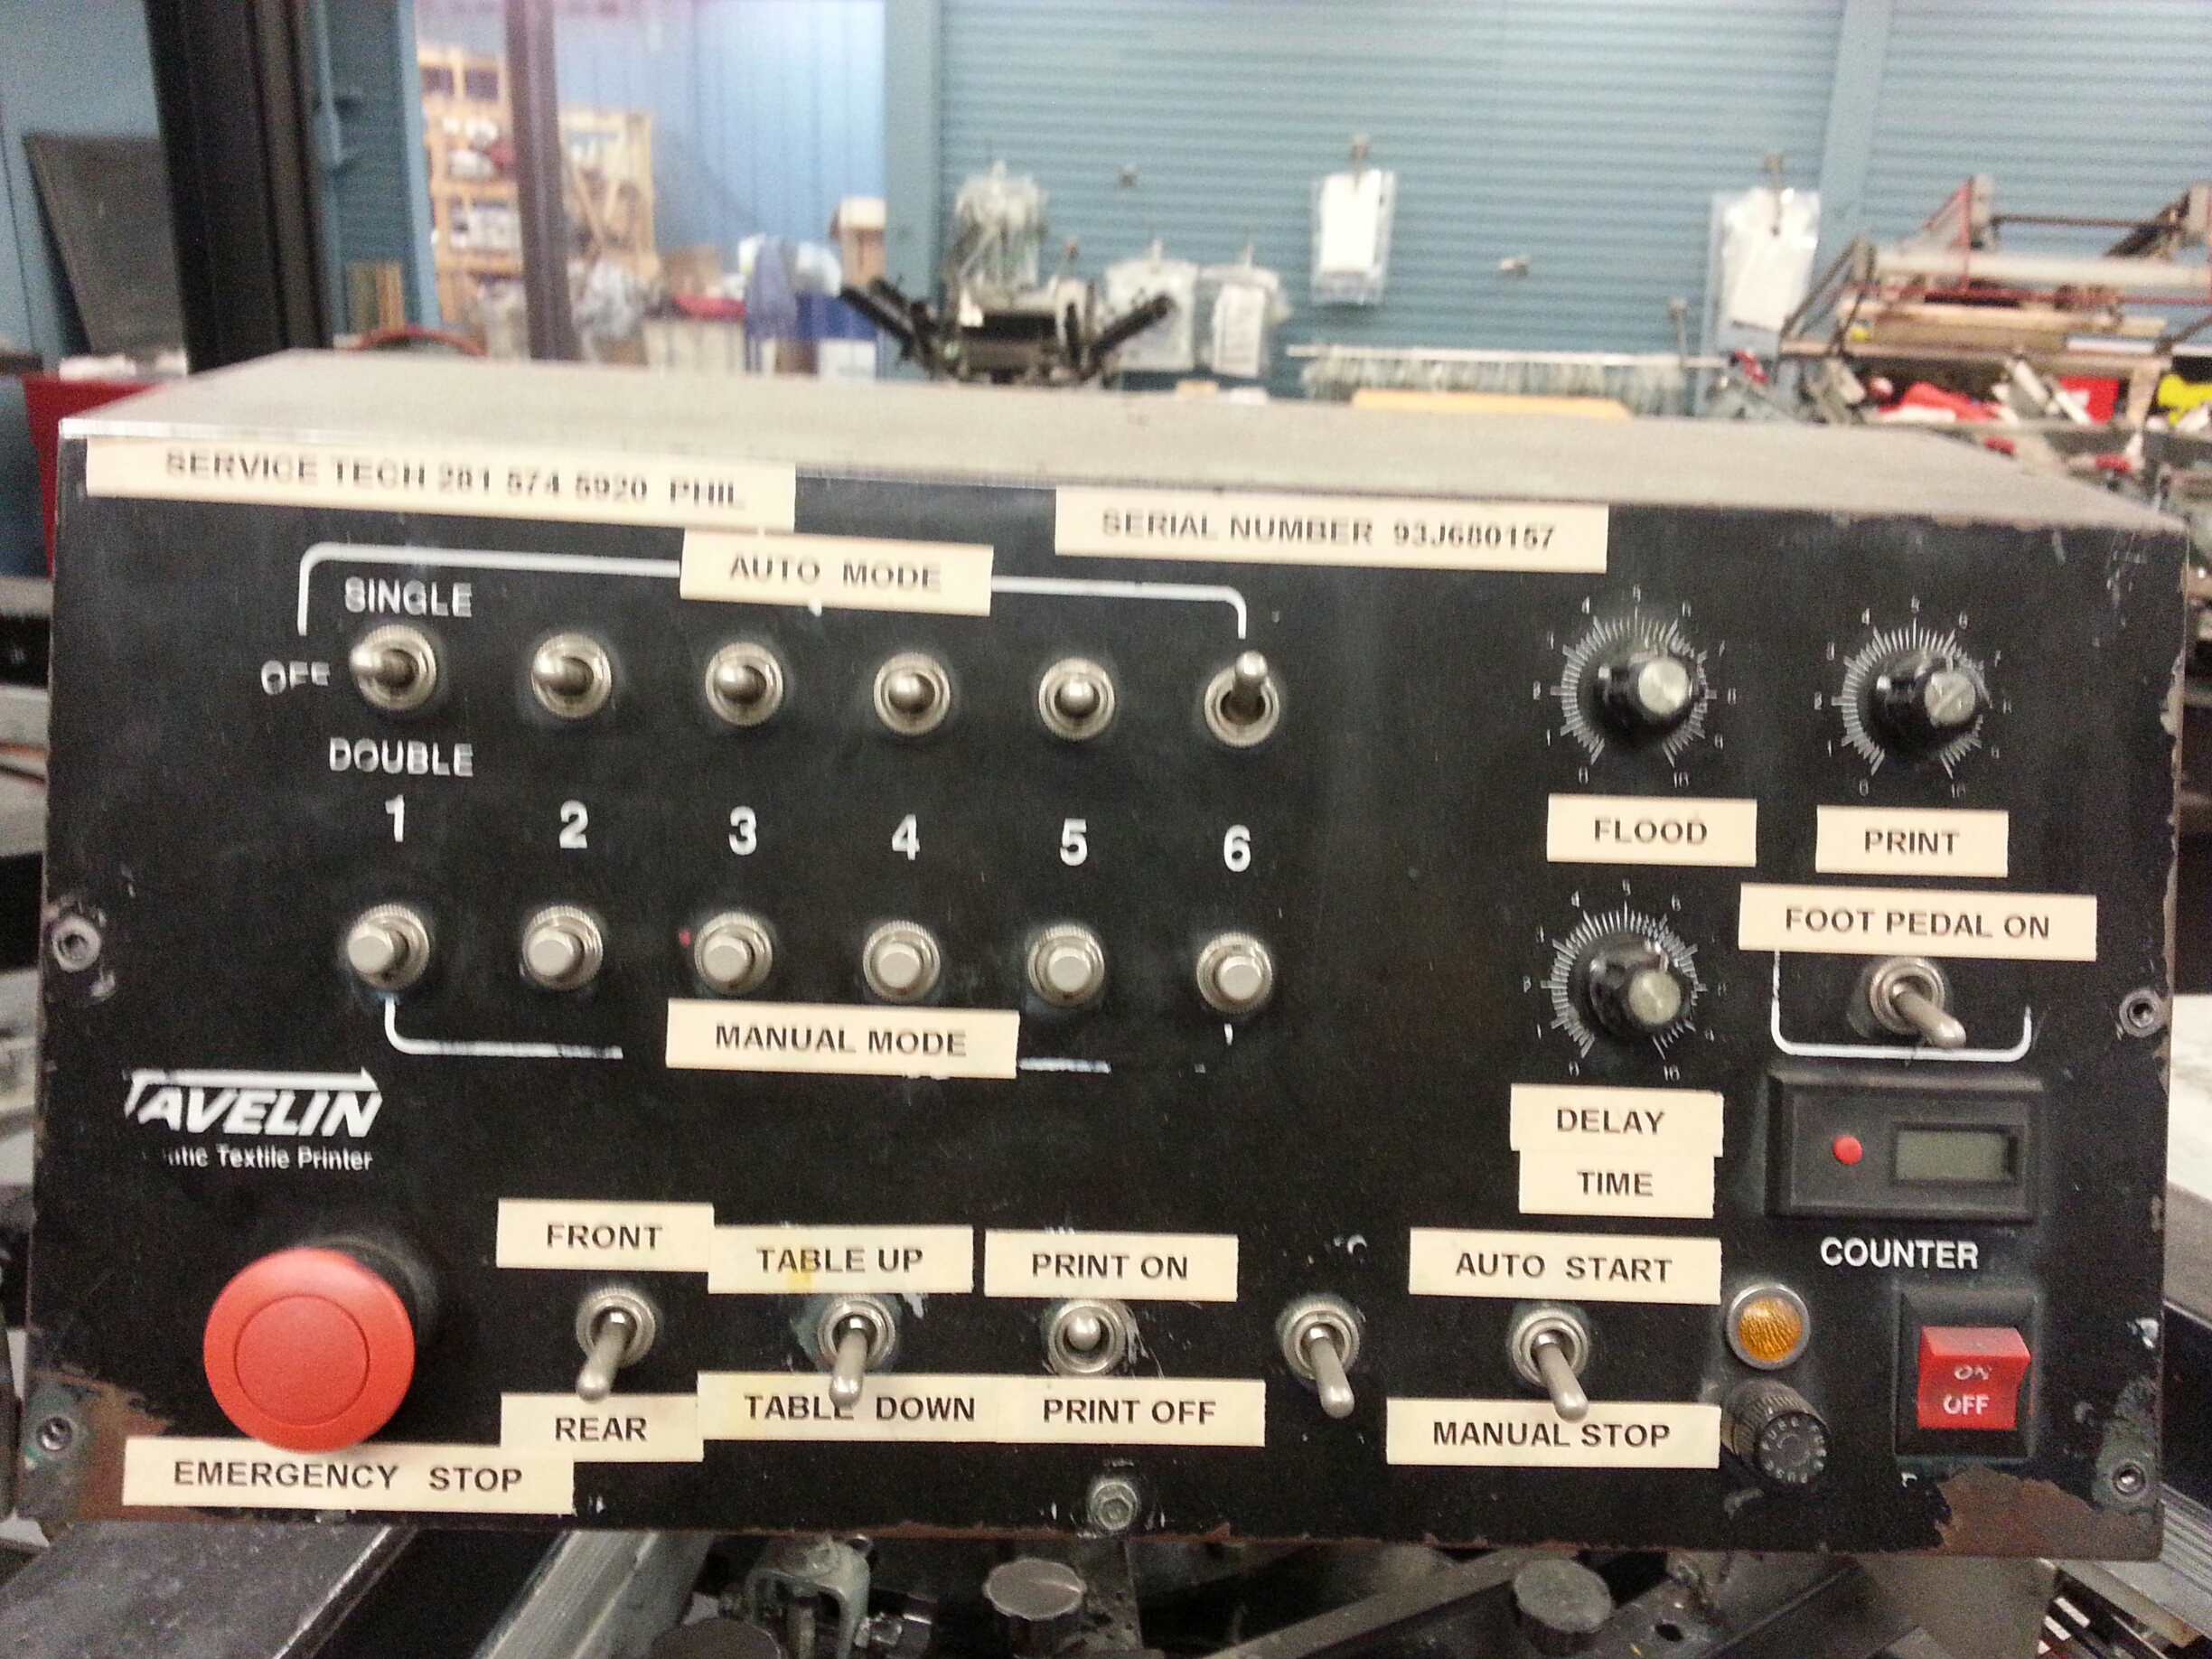 SERVICE TECH 281 574 5920 PHIL
SERIAL NUMBER 93J680157
AUTO MODE
SINGLE
OFF
DOUBLE
1 2 3 4 5 6
MANUAL MODE
FLOOD
PRINT
FOOT PEDAL ON
DELAY
TIME
AVELIN
Textile Printer
COUNTER
FRONT
TABLE UP
PRINT ON
AUTO START
REAR
TABLE DOWN
PRINT OFF
MANUAL STOP
ON
OFF
EMERGENCY STOP